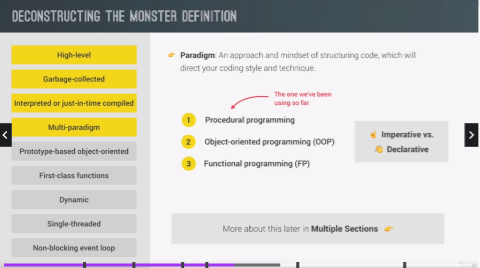 DECONSTRUCTING THE MONSTER DEFINITION
High-level
Garbage-collected
Interpreted or just-in-time compiled
Multi-paradigm
Prototype-based object-oriented
First-class functions
Dynamic
Single-threaded
Non-blocking event loop
Paradigm: An approach and mindset of structuring code, which will
direct your coding style and technique.
The one we've been
using so far
1 Procedural programming
2 Object-oriented programming (OOP)
3 Functional programming (FP)
Imperative vs.
Declarative
More about this later in Multiple Sections